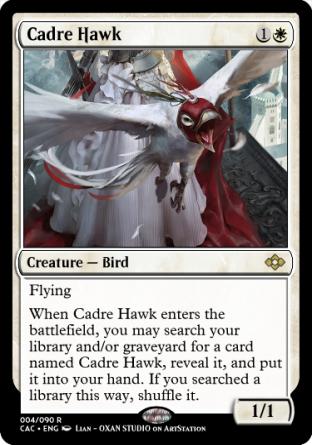 Cadre Hawk 1
Creature — Bird
Flying
When Cadre Hawk enters the
battlefield, you may search your
library and/or graveyard for a card
named Cadre Hawk, reveal it, and put
it into your hand. If you searched a
library this way, shuffle it.
1/1
004/090 R
CAC • ENG Lian – OXAN STUDIO on ArtStation